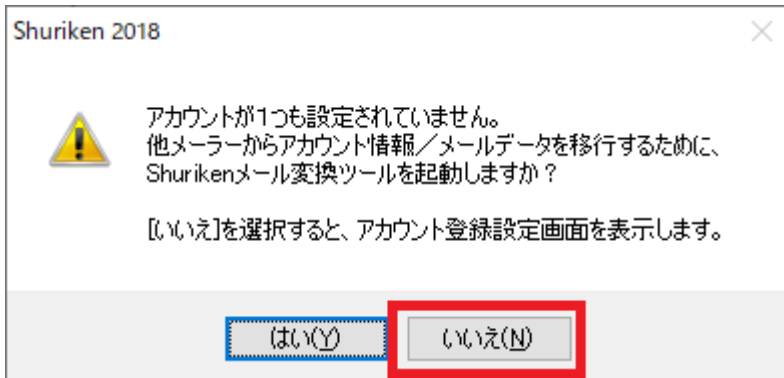 Shuriken 2018
アカウントが1つも設定されていません。
他メーラーからアカウント情報／メールデータを移行するために、
Shurikenメール変換ツールを起動しますか？
[いいえ]を選択すると、アカウント登録設定画面を表示します。
はい(Y)
いいえ(N)